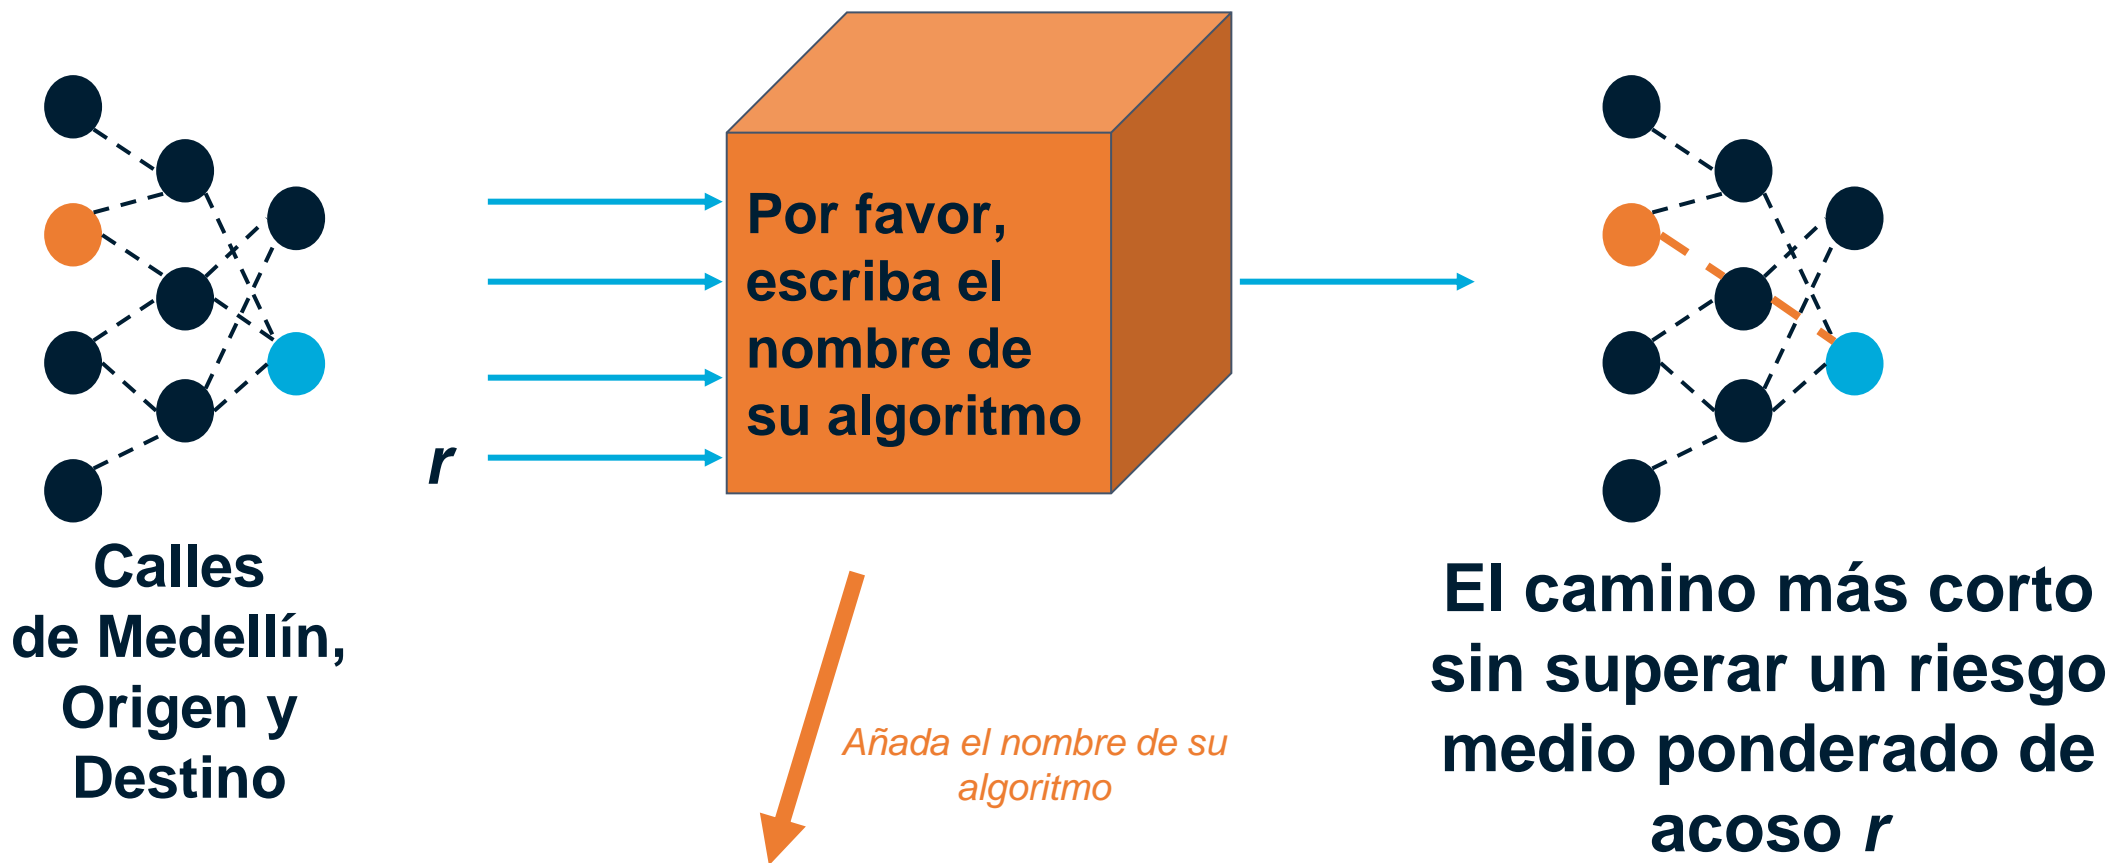 Calles
de Medellín,
Origen y
Destino
r
Por favor,
escriba el
nombre de
su algoritmo
Añada el nombre de su
algoritmo
El camino más corto
sin superar un riesgo
medio ponderado de
acoso r